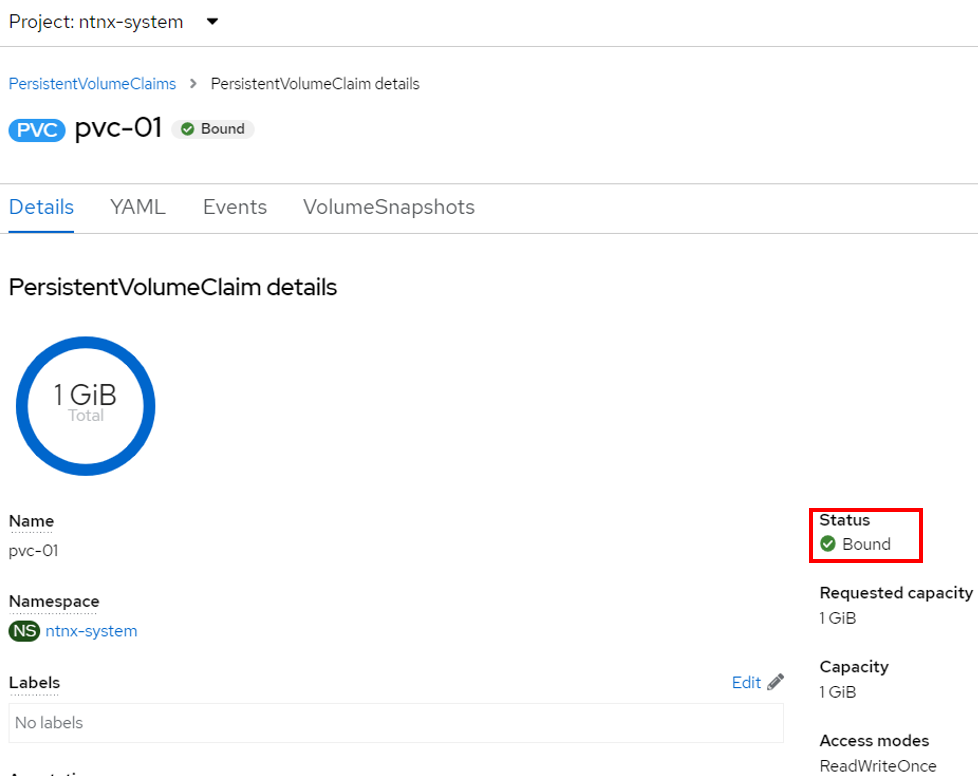 Project: ntnx-system
PersistentVolumeClaims > PersistentVolumeClaim details
PVC pvc-01 Bound
Details YAML Events VolumeSnapshots
PersistentVolumeClaim details
1 GiB
Total
Name
pvc-01
Namespace
NS ntnx-system
Labels
Edit
No labels
Status
Bound
Requested capacity
1 GiB
Capacity
1 GiB
Access modes
ReadWriteOnce